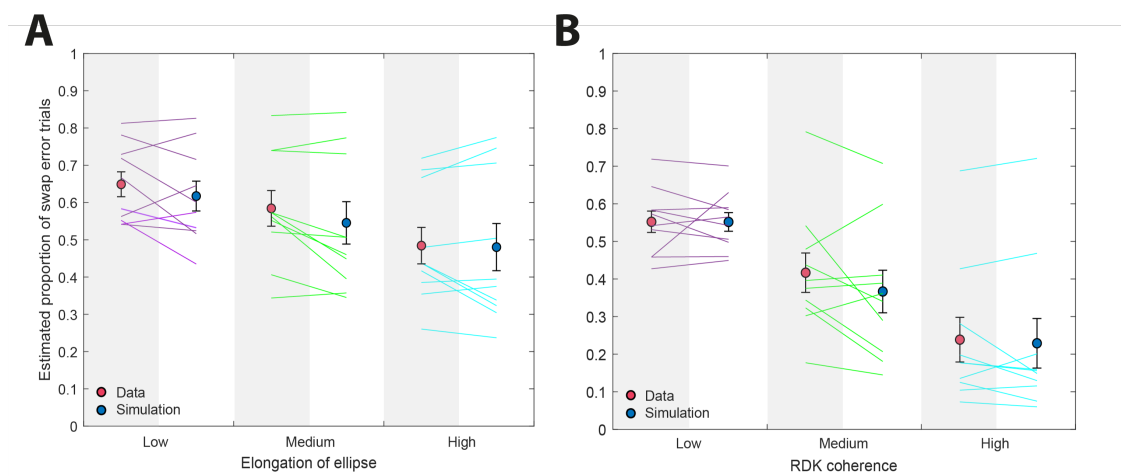 A
B
Estimated proportion of swap error trials
1
0.9
0.8
0.7
0.6
0.5
0.4
0.3
0.2
0.1
0
Data
Simulation
Low
Medium
High
Elongation of ellipse
1
0.9
0.8
0.7
0.6
0.5
0.4
0.3
0.2
0.1
0
Data
Simulation
Low
Medium
High
RDK coherence